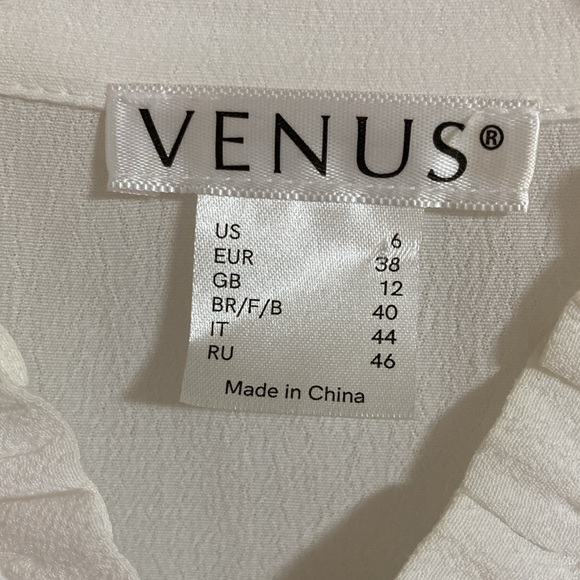 VENUS®
US 6
EUR 38
GB 12
BR/F/B 40
IT 44
RU 46
Made in China